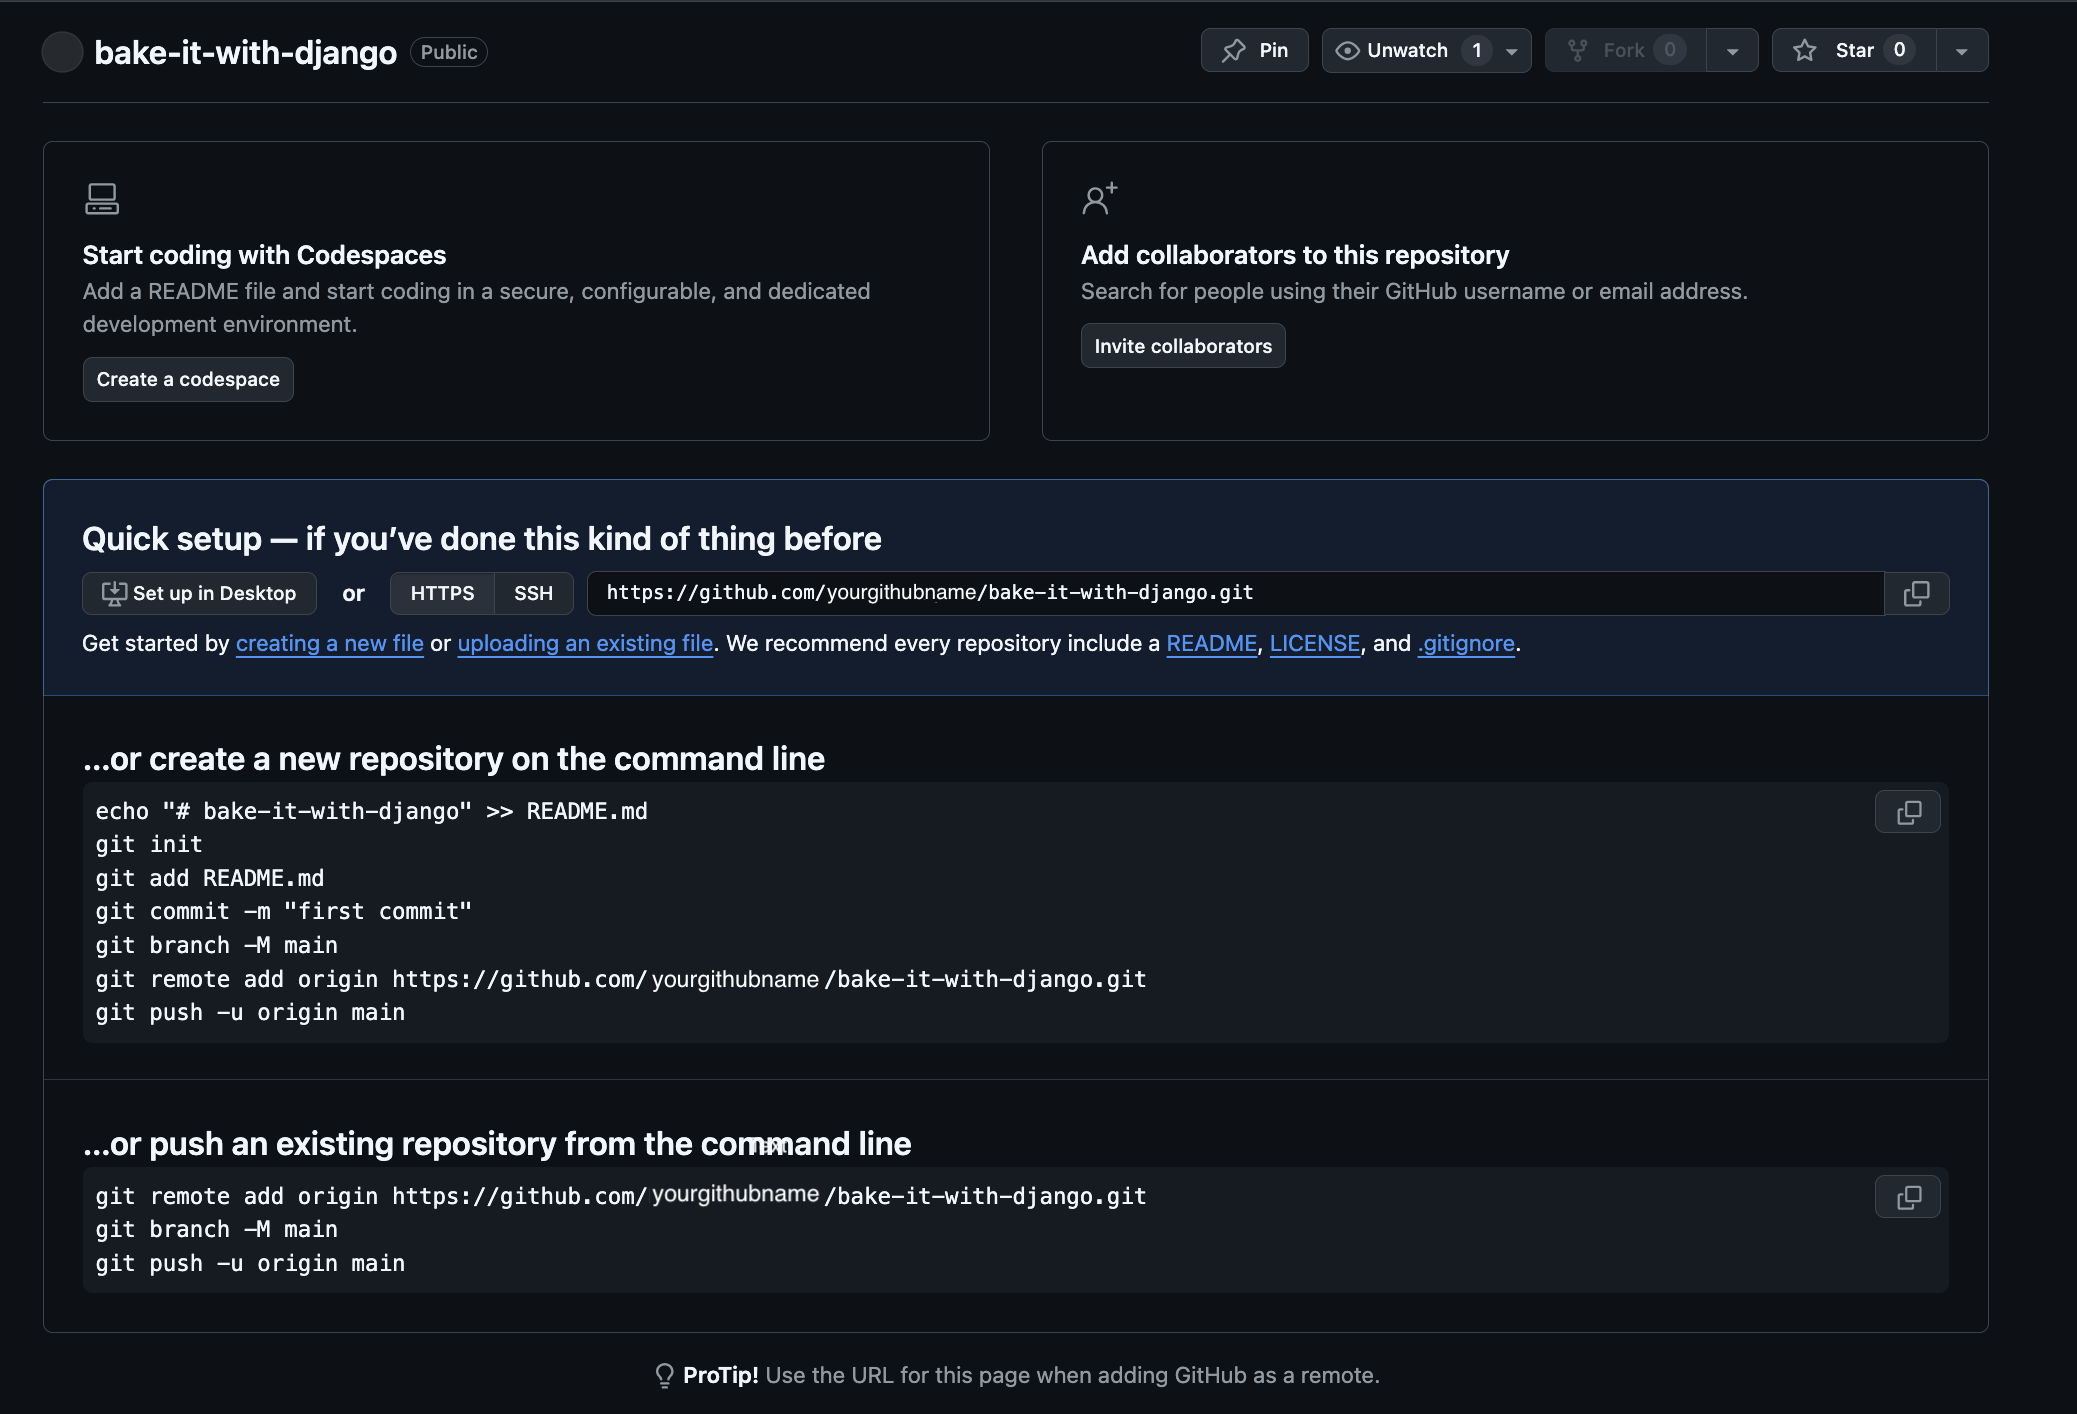 bake-it-with-django Public
Pin
Unwatch 1
Fork 0
Star 0
Start coding with Codespaces
Add a README file and start coding in a secure, configurable, and dedicated
development environment.
Create a codespace
Add collaborators to this repository
Search for people using their GitHub username or email address.
Invite collaborators
Quick setup — if you’ve done this kind of thing before
Set up in Desktop or HTTPS SSH https://github.com/yourgithubname/bake-it-with-django.git
Get started by creating a new file or uploading an existing file. We recommend every repository include a README, LICENSE, and .gitignore.
…or create a new repository on the command line
echo "# bake-it-with-django" >> README.md
git init
git add README.md
git commit -m "first commit"
git branch -M main
git remote add origin https://github.com/yourgithubname/bake-it-with-django.git
git push -u origin main
…or push an existing repository from the command line
git remote add origin https://github.com/yourgithubname/bake-it-with-django.git
git branch -M main
git push -u origin main
ProTip! Use the URL for this page when adding GitHub as a remote.